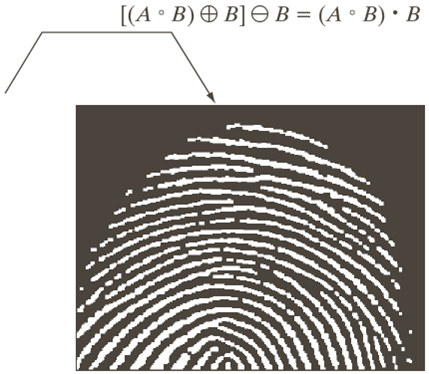 [(A ∘ B) ⊕ B] ⊖ B = (A ∘ B) • B